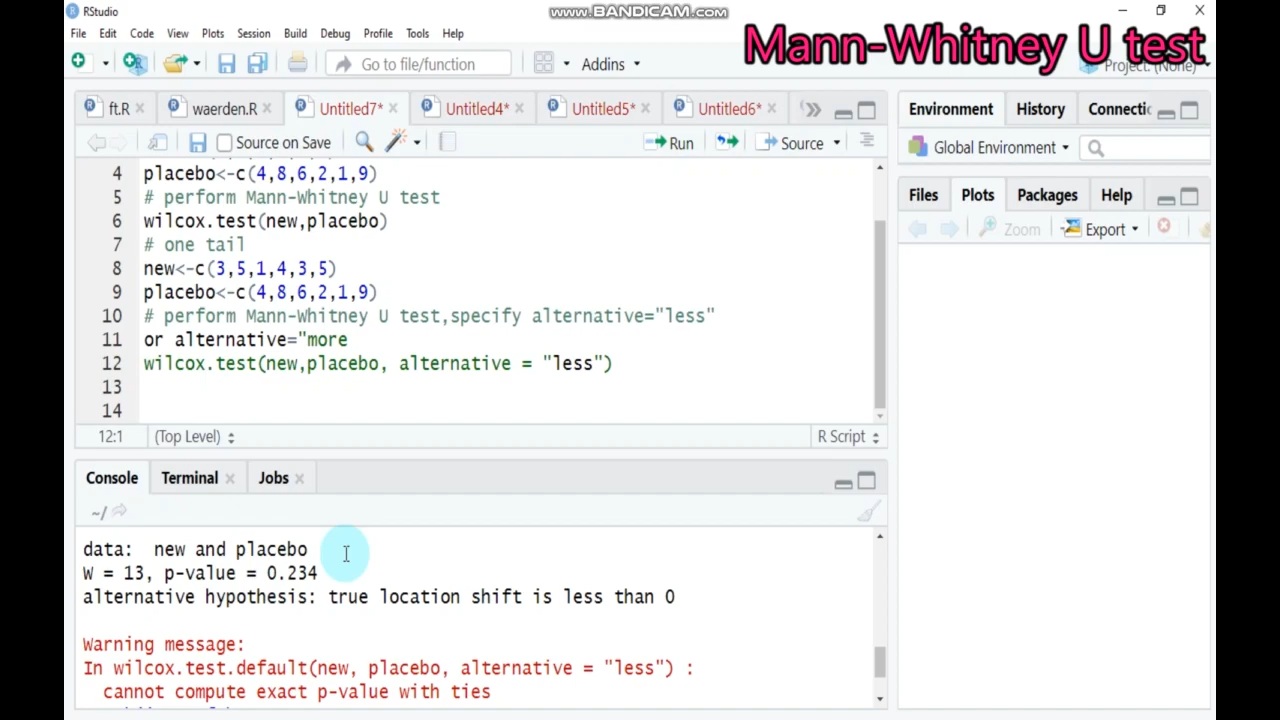 RStudio
www.BANDICAM.com
File Edit Code View Plots Session Build Debug Profile Tools Help
Mann-Whitney U test
Go to file/function Addins Project: (None)
ft.R waerden.R Untitled7* Untitled4* Untitled5* Untitled6*
Source on Save Run Source
4 placebo<-c(4,8,6,2,1,9)
5 # perform Mann-Whitney U test
6 wilcox.test(new,placebo)
7 # one tail
8 new<-c(3,5,1,4,3,5)
9 placebo<-c(4,8,6,2,1,9)
10 # perform Mann-Whitney U test,specify alternative="less"
11 or alternative="more
12 wilcox.test(new,placebo, alternative = "less")
13
14
12:1 (Top Level) R Script
Console Terminal Jobs
~/
data:  new and placebo
W = 13, p-value = 0.234
alternative hypothesis: true location shift is less than 0
Warning message:
In wilcox.test.default(new, placebo, alternative = "less") :
cannot compute exact p-value with ties
Environment History Connectic
Global Environment
Files Plots Packages Help
Zoom Export